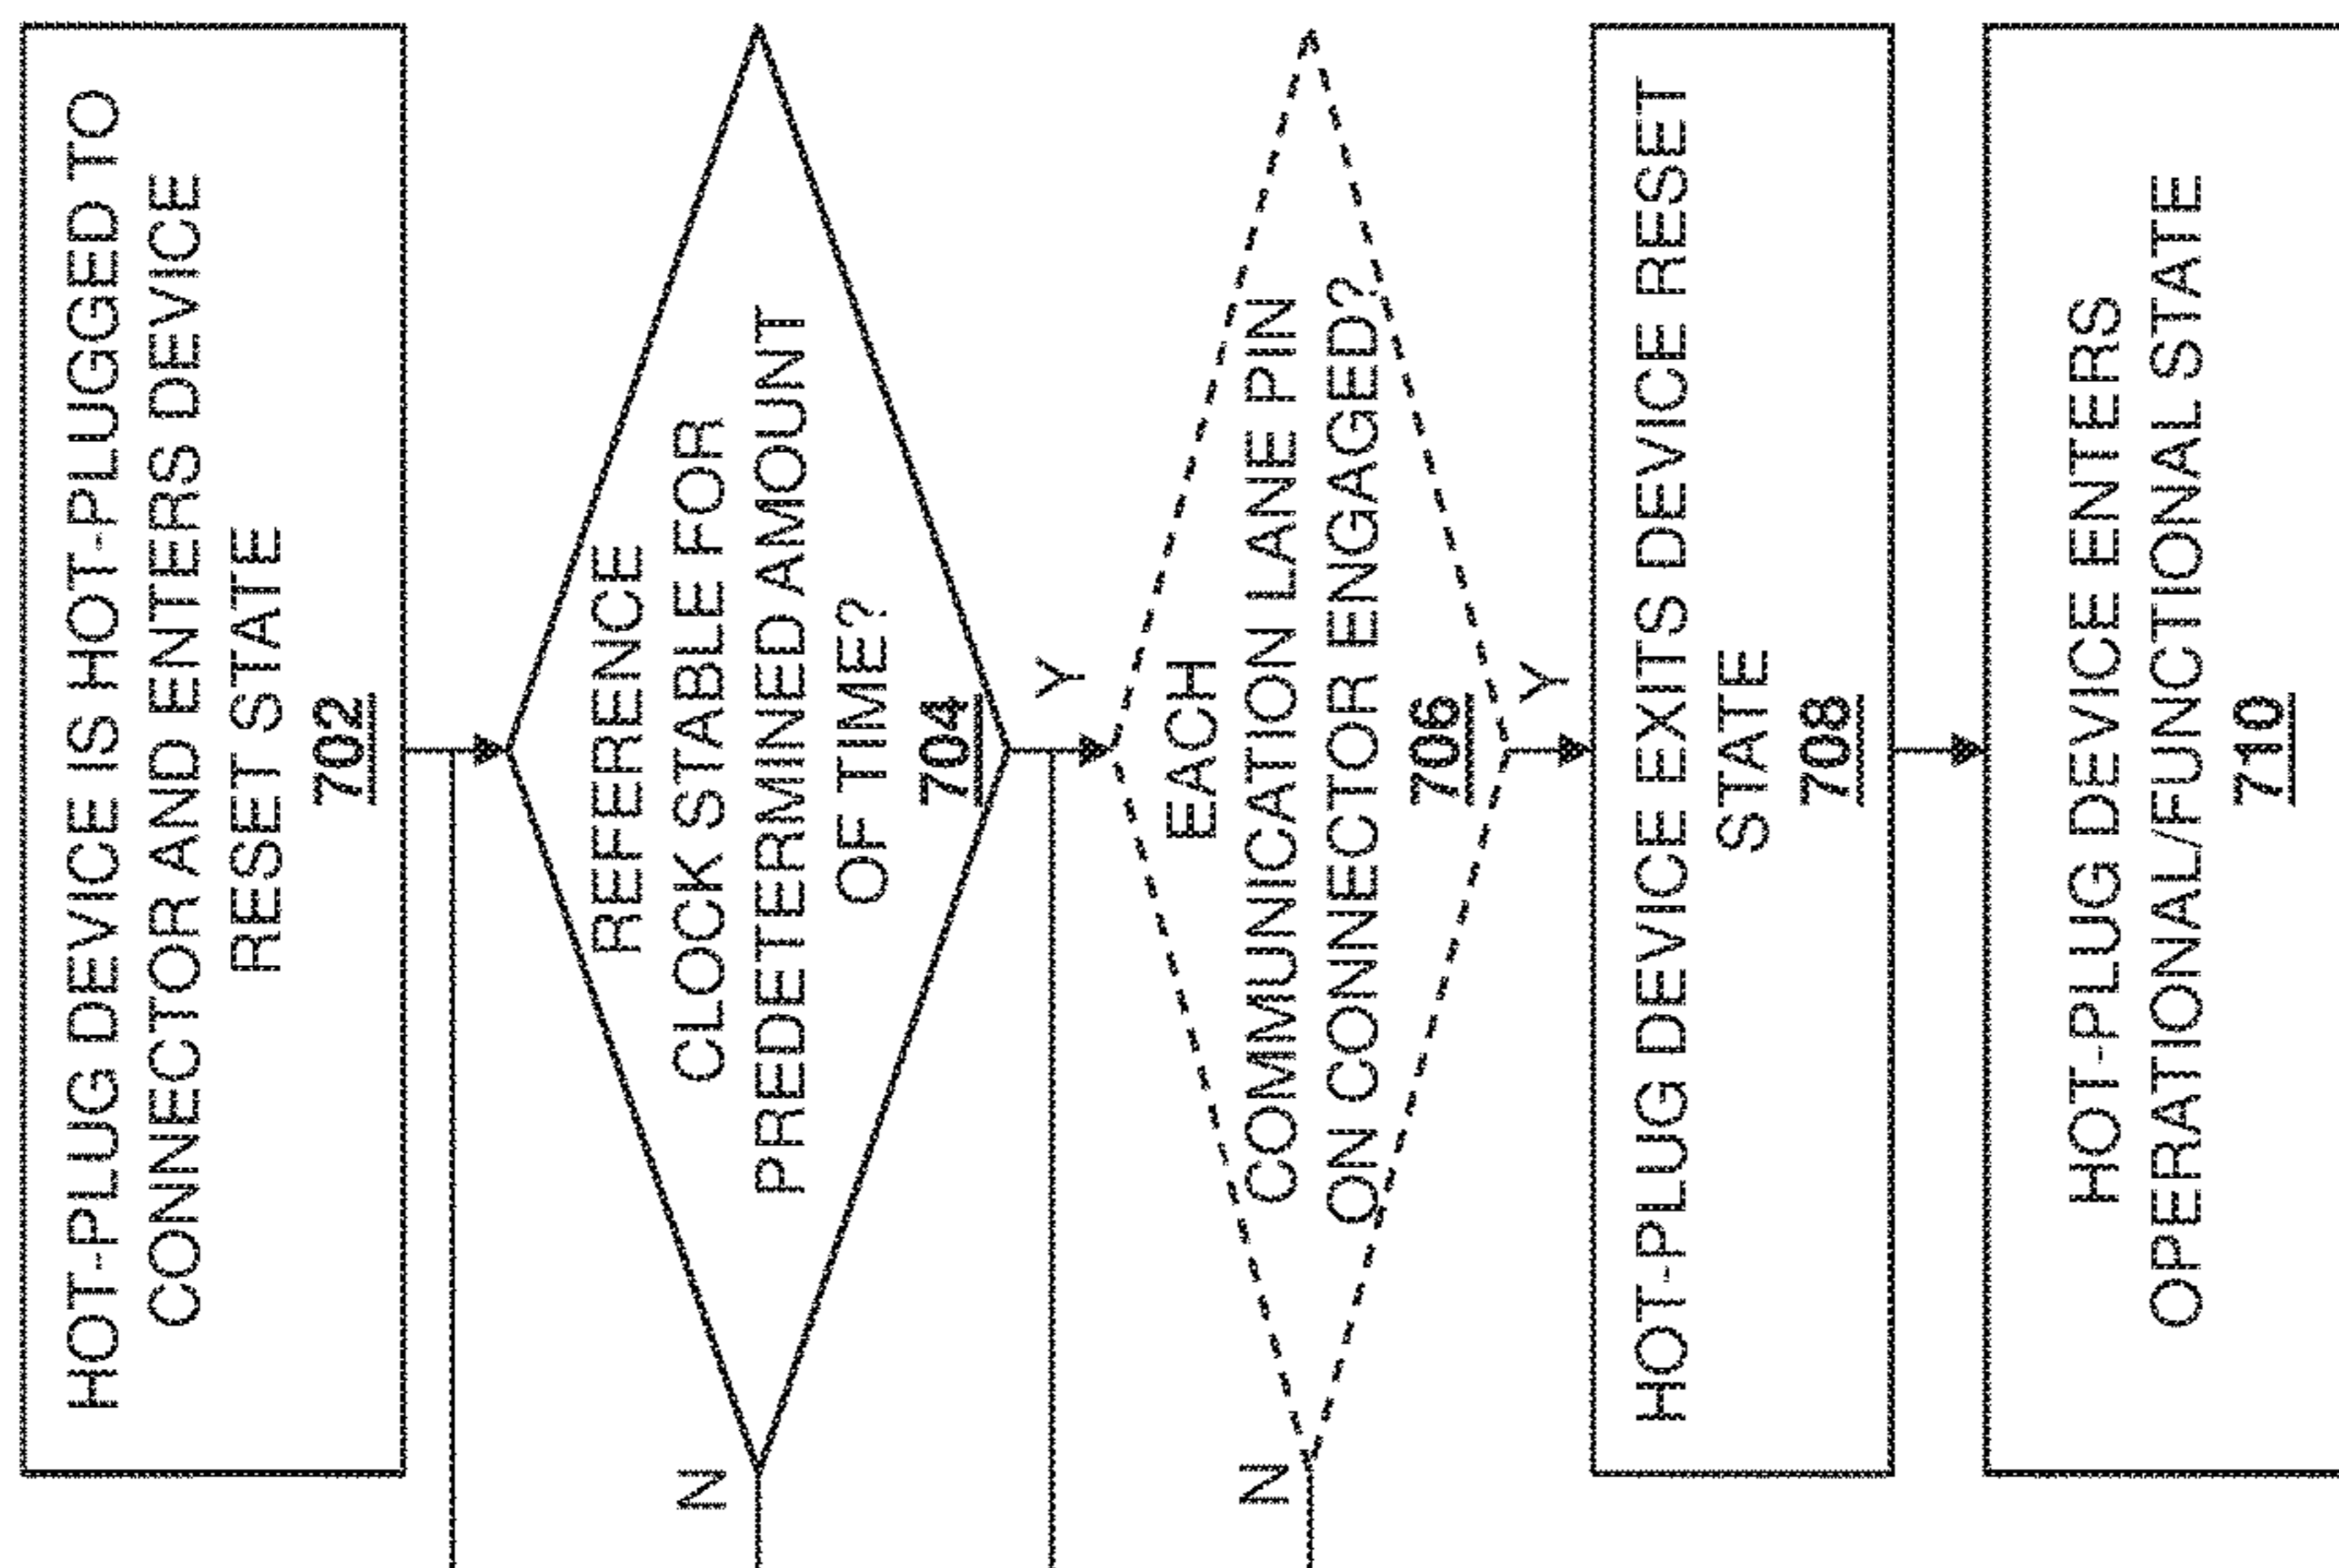 HOT-PLUG DEVICE IS HOT-PLUGGED TO
CONNECTOR AND ENTERS DEVICE
RESET STATE
702
REFERENCE
CLOCK STABLE FOR
PREDETERMINED AMOUNT
OF TIME?
704
N
Y
EACH
COMMUNICATION LANE PIN
ON CONNECTOR ENGAGED?
706
N
Y
HOT-PLUG DEVICE EXITS DEVICE RESET
STATE
708
HOT-PLUG DEVICE ENTERS
OPERATIONAL/FUNCTIONAL STATE
710